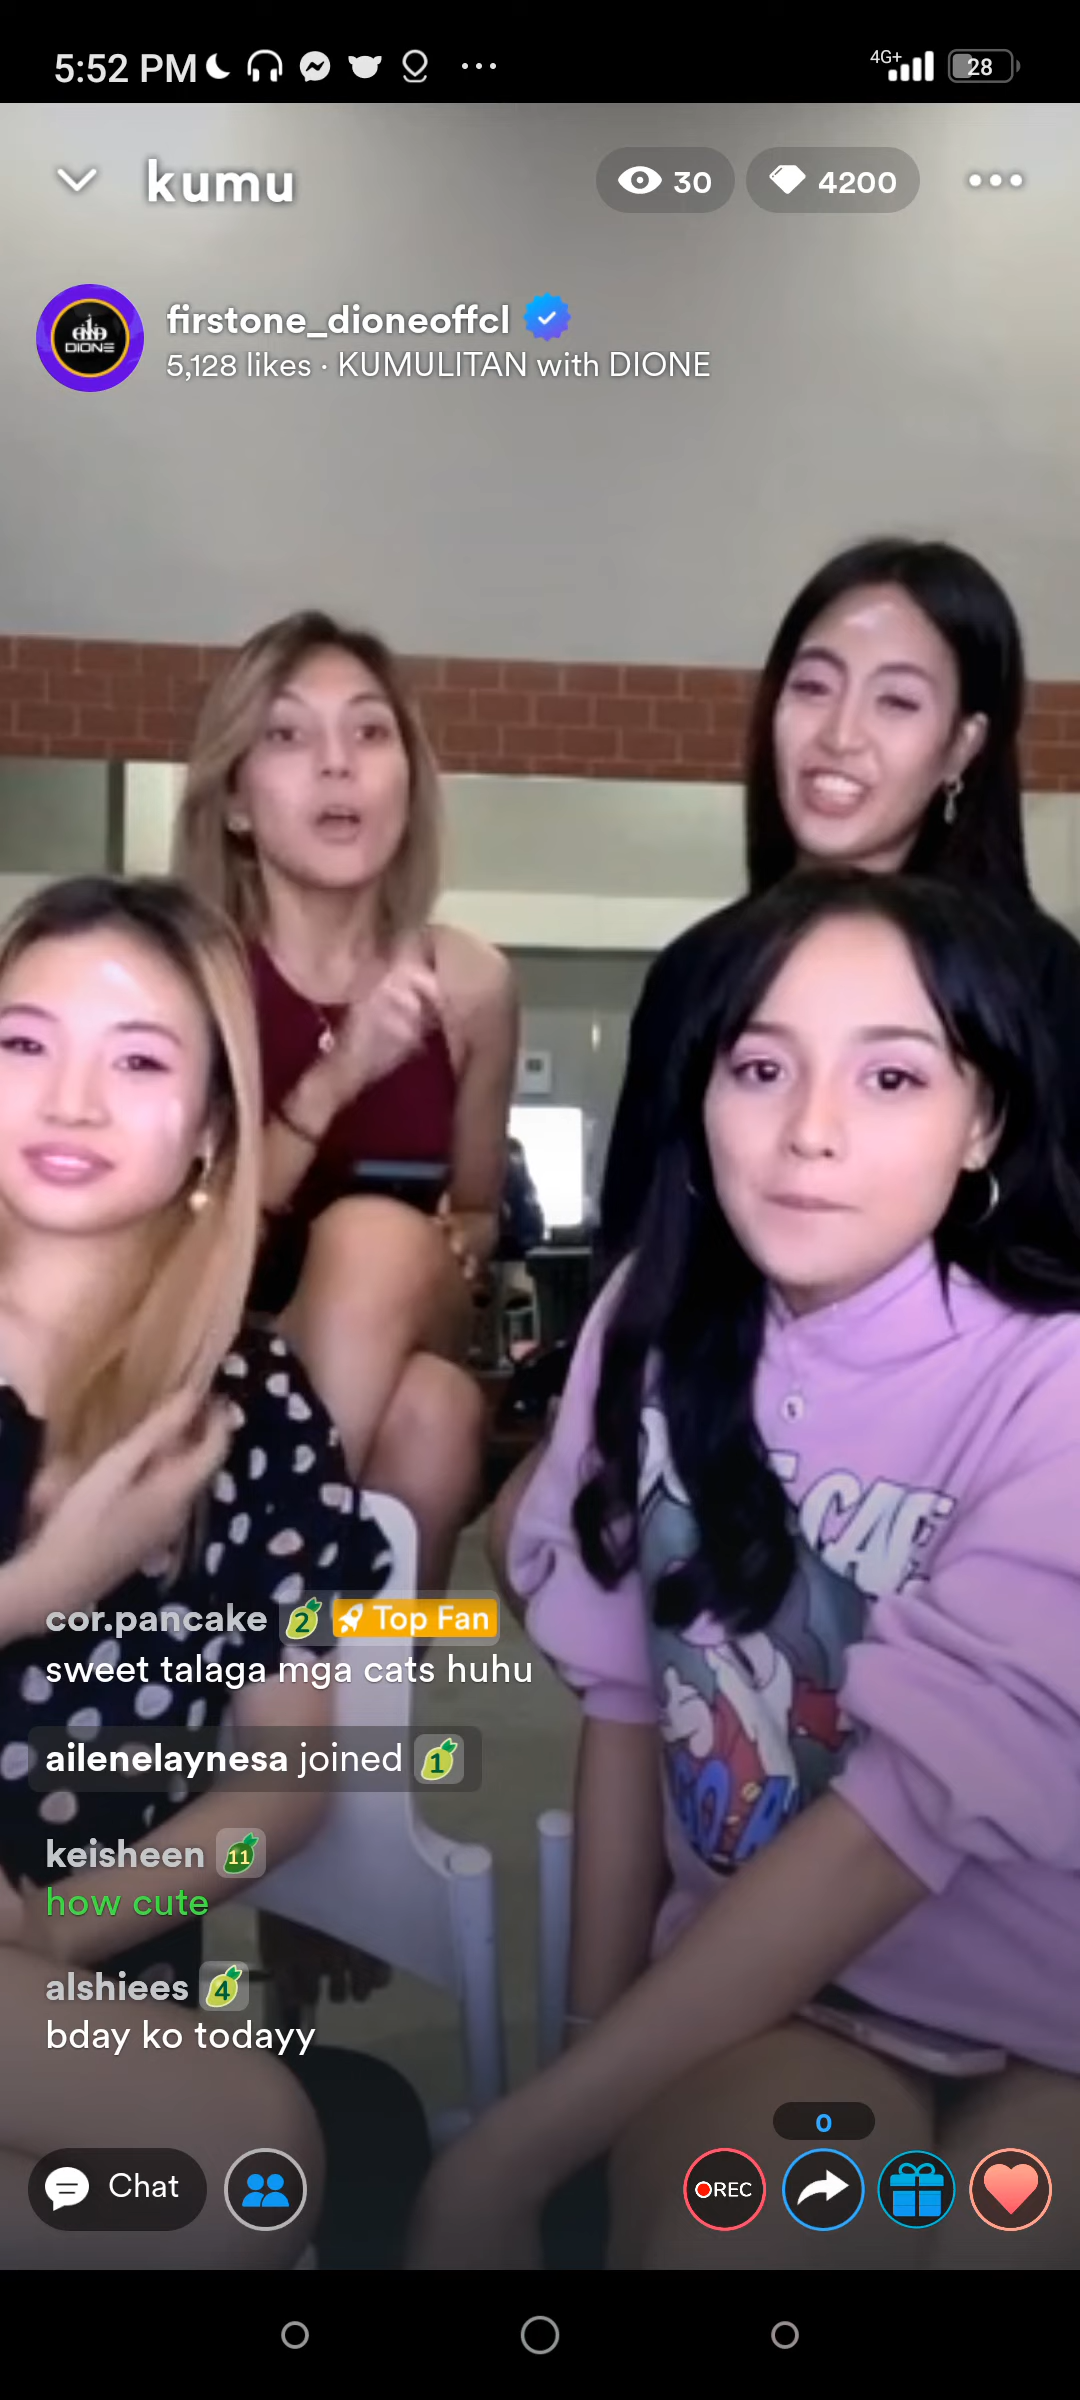 5:52 PM
4G+
28
kumu
30
4200
DIONE
firstone_dioneoffcl
5,128 likes · KUMULITAN with DIONE
CAFE
cor.pancake 2 Top Fan
sweet talaga mga cats huhu
ailenelaynesa joined 1
keisheen 11
how cute
alshiees 4
bday ko todayy
0
Chat
REC